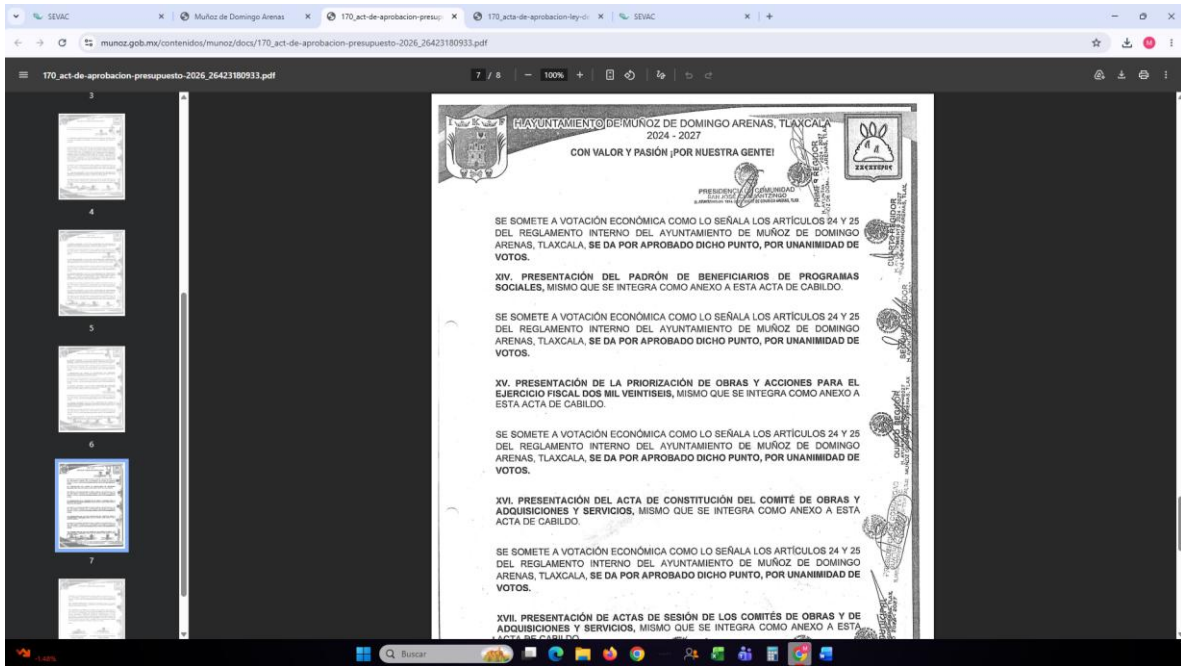 SEVAC
Muñoz de Domingo Arenas
170_act-de-aprobacion-presup
170_acta-de-aprobacion-ley-d
SEVAC
munoz.gob.mx/contenidos/munoz/docs/170_act-de-aprobacion-presupuesto-2026_26423180933.pdf
170_act-de-aprobacion-presupuesto-2026_26423180933.pdf
7 / 8
100%
3
4
5
6
7
H. AYUNTAMIENTO DE MUÑOZ DE DOMINGO ARENAS, TLAXCALA
2024 - 2027
CON VALOR Y PASIÓN ¡POR NUESTRA GENTE!
PRESIDENCIA DE COMUNIDAD
PRIMER REGIDOR
CUARTO REGIDOR
QUINTO REGIDOR
SE SOMETE A VOTACIÓN ECONÓMICA COMO LO SEÑALA LOS ARTÍCULOS 24 Y 25
DEL REGLAMENTO INTERNO DEL AYUNTAMIENTO DE MUÑOZ DE DOMINGO
ARENAS, TLAXCALA, SE DA POR APROBADO DICHO PUNTO, POR UNANIMIDAD DE
VOTOS.
XIV. PRESENTACIÓN DEL PADRÓN DE BENEFICIARIOS DE PROGRAMAS
SOCIALES, MISMO QUE SE INTEGRA COMO ANEXO A ESTA ACTA DE CABILDO.
SE SOMETE A VOTACIÓN ECONÓMICA COMO LO SEÑALA LOS ARTÍCULOS 24 Y 25
DEL REGLAMENTO INTERNO DEL AYUNTAMIENTO DE MUÑOZ DE DOMINGO
ARENAS, TLAXCALA, SE DA POR APROBADO DICHO PUNTO, POR UNANIMIDAD DE
VOTOS.
XV. PRESENTACIÓN DE LA PRIORIZACIÓN DE OBRAS Y ACCIONES PARA EL
EJERCICIO FISCAL DOS MIL VEINTISEIS, MISMO QUE SE INTEGRA COMO ANEXO A
ESTA ACTA DE CABILDO.
SE SOMETE A VOTACIÓN ECONÓMICA COMO LO SEÑALA LOS ARTÍCULOS 24 Y 25
DEL REGLAMENTO INTERNO DEL AYUNTAMIENTO DE MUÑOZ DE DOMINGO
ARENAS, TLAXCALA, SE DA POR APROBADO DICHO PUNTO, POR UNANIMIDAD DE
VOTOS.
XVI. PRESENTACIÓN DEL ACTA DE CONSTITUCIÓN DEL COMITÉ DE OBRAS Y
ADQUISICIONES Y SERVICIOS, MISMO QUE SE INTEGRA COMO ANEXO A ESTA
ACTA DE CABILDO.
SE SOMETE A VOTACIÓN ECONÓMICA COMO LO SEÑALA LOS ARTÍCULOS 24 Y 25
DEL REGLAMENTO INTERNO DEL AYUNTAMIENTO DE MUÑOZ DE DOMINGO
ARENAS, TLAXCALA, SE DA POR APROBADO DICHO PUNTO, POR UNANIMIDAD DE
VOTOS.
XVII. PRESENTACIÓN DE ACTAS DE SESIÓN DE LOS COMITÉS DE OBRAS Y DE
ADQUISICIONES Y SERVICIOS, MISMO QUE SE INTEGRA COMO ANEXO A ESTA
ACTA DE CABILDO
Buscar